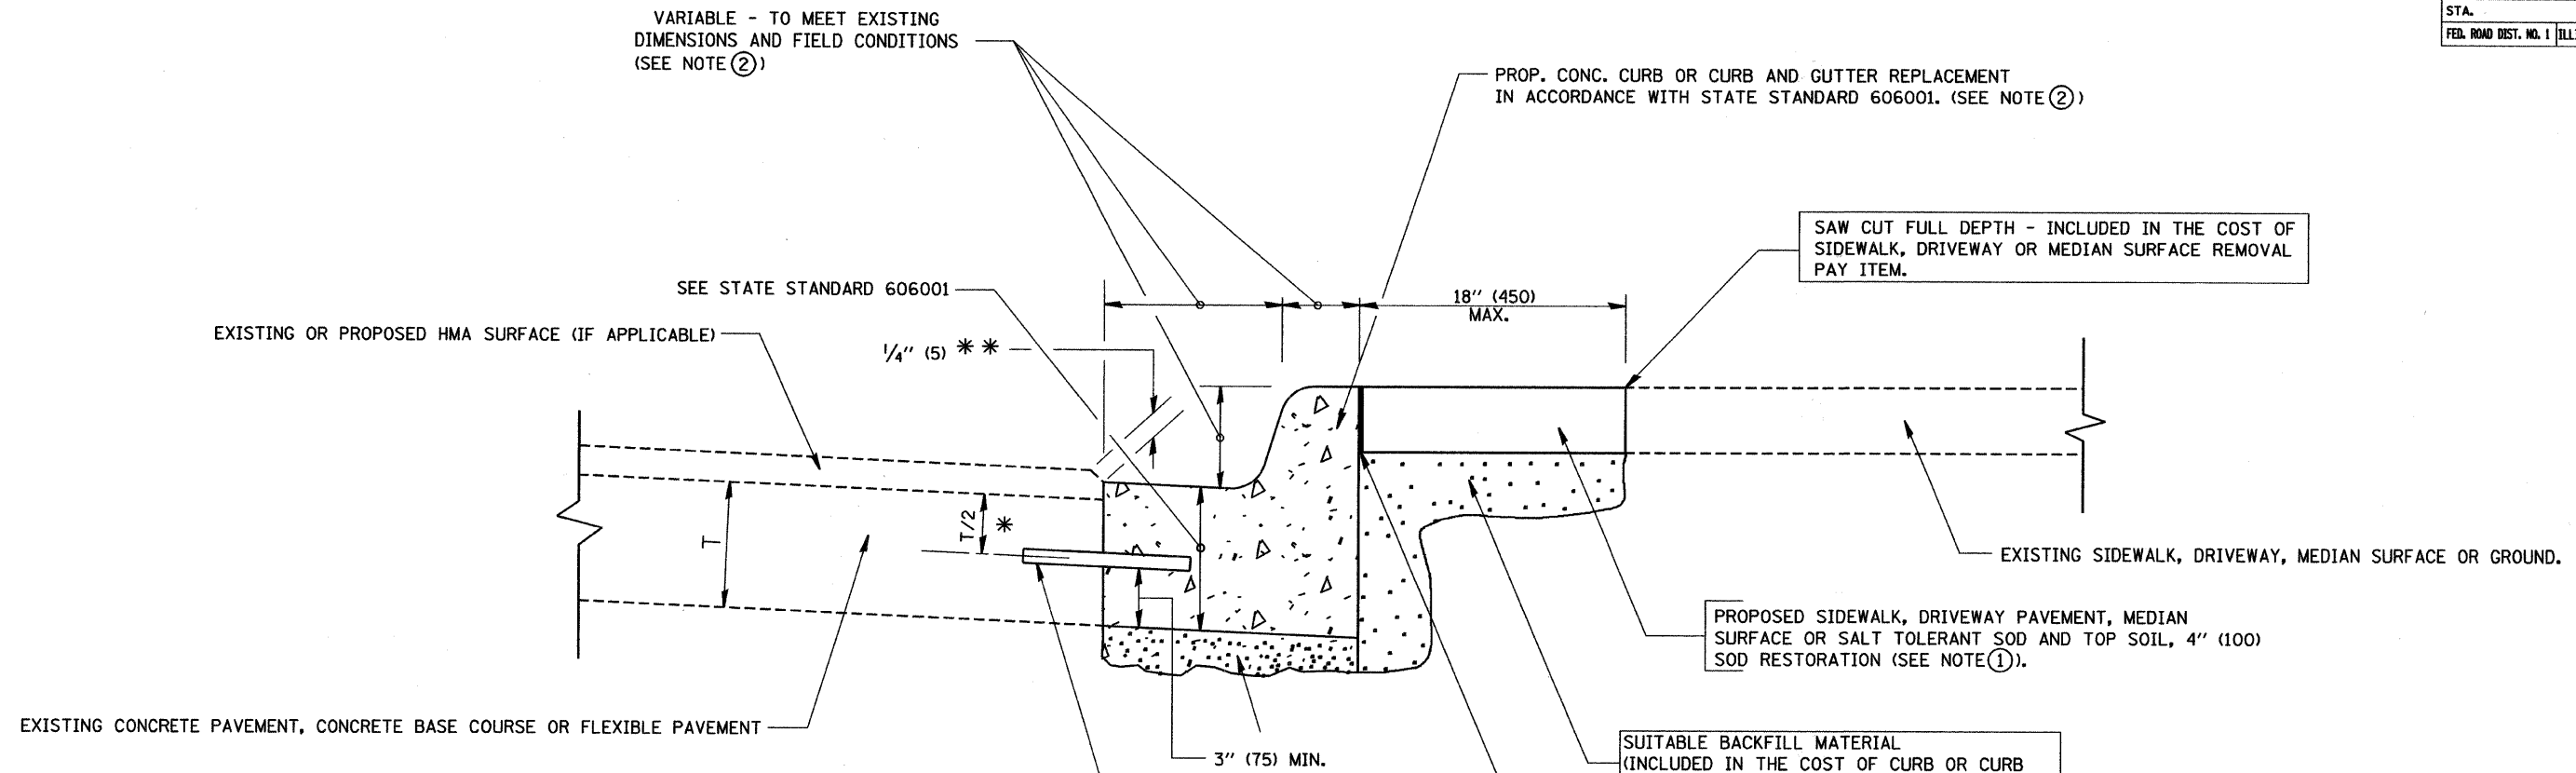 VARIABLE - TO MEET EXISTING
DIMENSIONS AND FIELD CONDITIONS
(SEE NOTE ②)
STA.
FED. ROAD DIST. NO. 1
PROP. CONC. CURB OR CURB AND GUTTER REPLACEMENT
IN ACCORDANCE WITH STATE STANDARD 606001. (SEE NOTE ②)
SAW CUT FULL DEPTH - INCLUDED IN THE COST OF
SIDEWALK, DRIVEWAY OR MEDIAN SURFACE REMOVAL
PAY ITEM.
SEE STATE STANDARD 606001
18" (450)
MAX.
EXISTING OR PROPOSED HMA SURFACE (IF APPLICABLE)
1/4" (5) * *
T
T/2 *
EXISTING SIDEWALK, DRIVEWAY, MEDIAN SURFACE OR GROUND.
PROPOSED SIDEWALK, DRIVEWAY PAVEMENT, MEDIAN
SURFACE OR SALT TOLERANT SOD AND TOP SOIL, 4" (100)
SOD RESTORATION (SEE NOTE ①).
EXISTING CONCRETE PAVEMENT, CONCRETE BASE COURSE OR FLEXIBLE PAVEMENT
3" (75) MIN.
SUITABLE BACKFILL MATERIAL
(INCLUDED IN THE COST OF CURB OR CURB